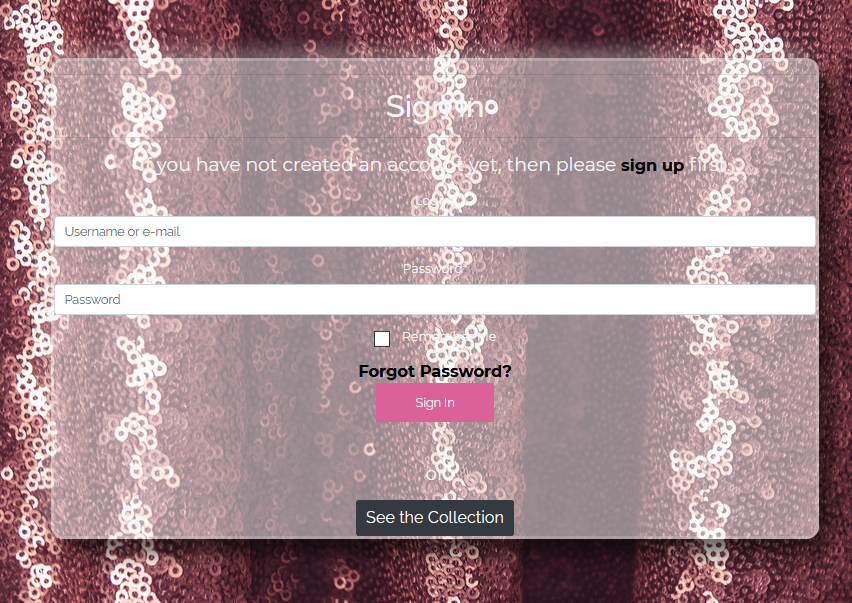 Sign In
If you have not created an account yet, then please sign up first.
Username or e-mail
Password*
Password
Remember Me
Forgot Password?
Sign In
OR
See the Collection